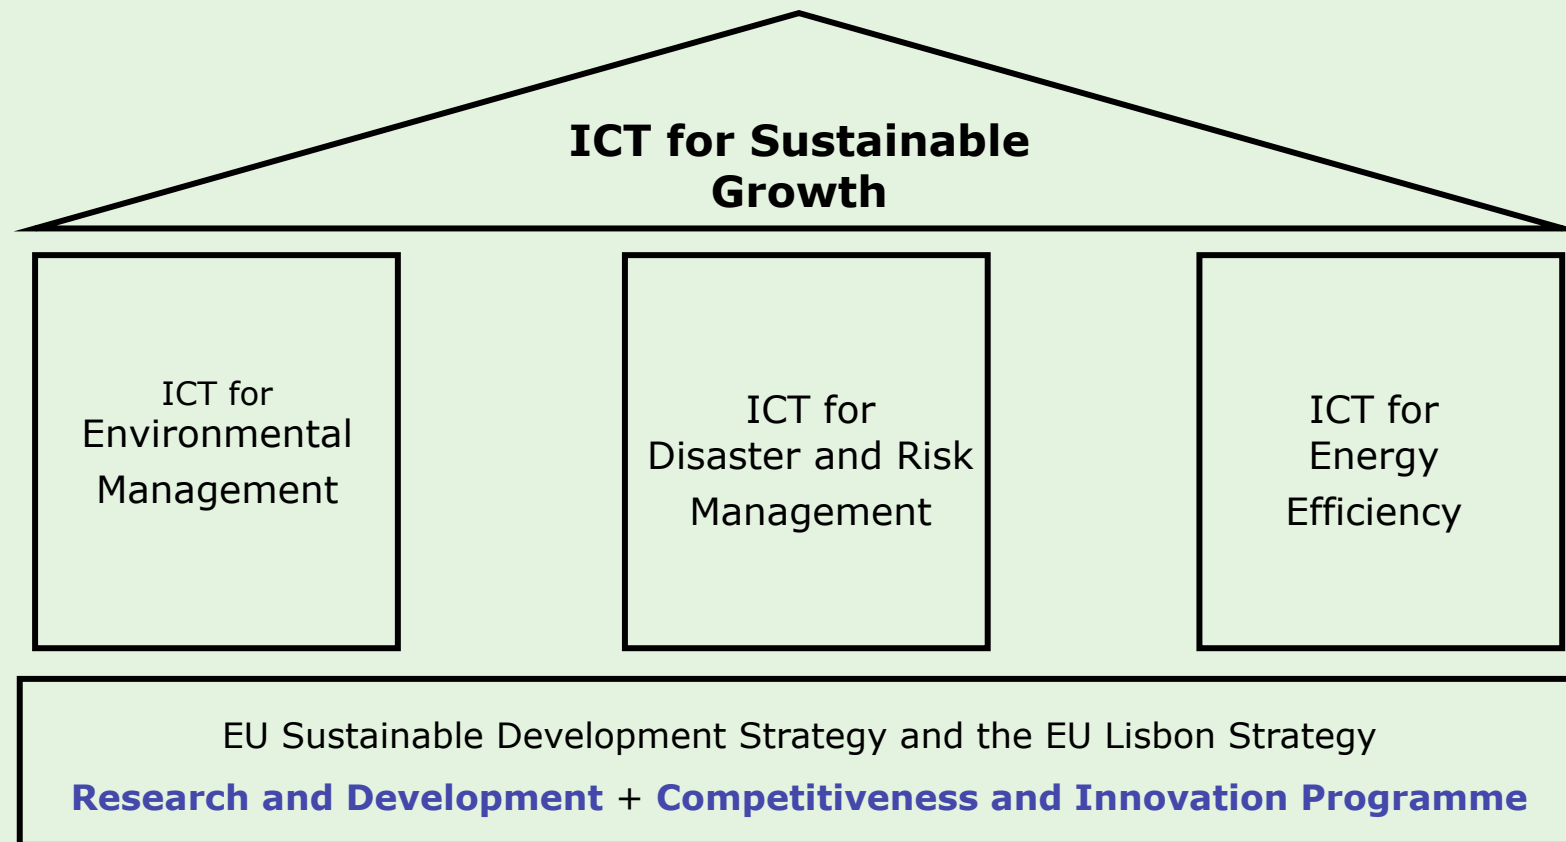 ICT for Sustainable
Growth
ICT for
Environmental
Management
ICT for
Disaster and Risk
Management
ICT for
Energy
Efficiency
EU Sustainable Development Strategy and the EU Lisbon Strategy
Research and Development + Competitiveness and Innovation Programme